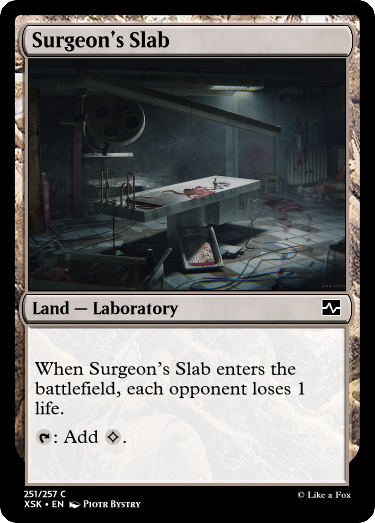 Surgeon's Slab
Land — Laboratory
When Surgeon's Slab enters the
battlefield, each opponent loses 1
life.
: Add .
251/257 C
XSK • EN Piotr Bystry
© Like a Fox